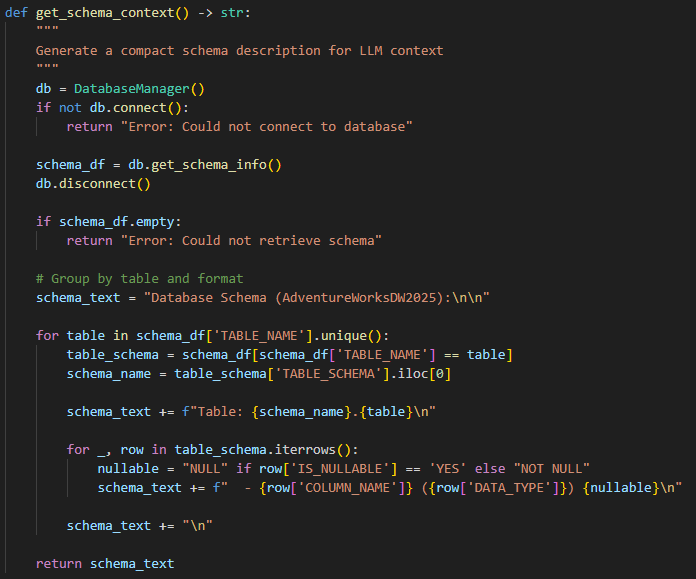 def get_schema_context() -> str:
    """
    Generate a compact schema description for LLM context
    """
    db = DatabaseManager()
    if not db.connect():
        return "Error: Could not connect to database"

    schema_df = db.get_schema_info()
    db.disconnect()

    if schema_df.empty:
        return "Error: Could not retrieve schema"

    # Group by table and format
    schema_text = "Database Schema (AdventureWorksDW2025):\n\n"

    for table in schema_df['TABLE_NAME'].unique():
        table_schema = schema_df[schema_df['TABLE_NAME'] == table]
        schema_name = table_schema['TABLE_SCHEMA'].iloc[0]

        schema_text += f"Table: {schema_name}.{table}\n"

        for _, row in table_schema.iterrows():
            nullable = "NULL" if row['IS_NULLABLE'] == 'YES' else "NOT NULL"
            schema_text += f"  - {row['COLUMN_NAME']} ({row['DATA_TYPE']}) {nullable}\n"

        schema_text += "\n"

    return schema_text